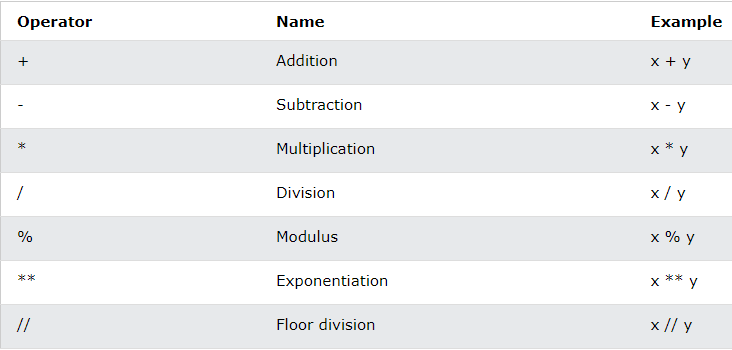 Operator Name Example
+ Addition x + y
- Subtraction x - y
* Multiplication x * y
/ Division x / y
% Modulus x % y
** Exponentiation x ** y
// Floor division x // y